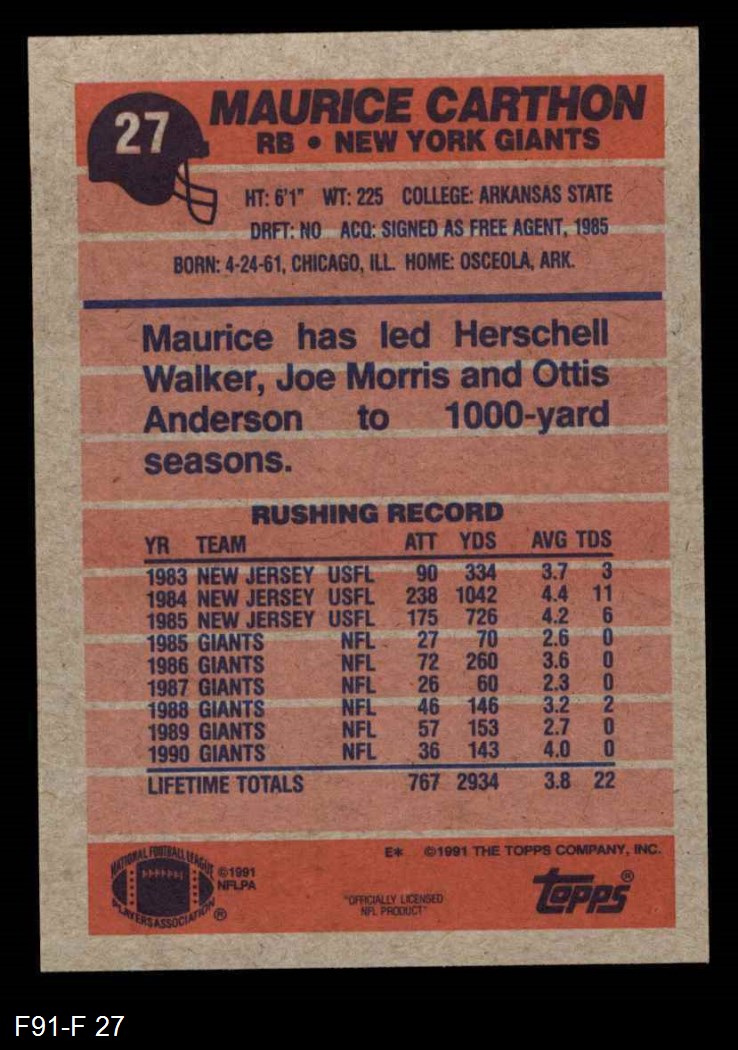 27
MAURICE CARTHON
RB • NEW YORK GIANTS
HT: 6'1" WT: 225 COLLEGE: ARKANSAS STATE
DRFT: NO ACQ: SIGNED AS FREE AGENT, 1985
BORN: 4-24-61, CHICAGO, ILL. HOME: OSCEOLA, ARK.
Maurice has led Herschell
Walker, Joe Morris and Ottis
Anderson to 1000-yard
seasons.
RUSHING RECORD
YR TEAM ATT YDS AVG TDS
1983 NEW JERSEY USFL 90 334 3.7 3
1984 NEW JERSEY USFL 238 1042 4.4 11
1985 NEW JERSEY USFL 175 726 4.2 6
1985 GIANTS NFL 27 70 2.6 0
1986 GIANTS NFL 72 260 3.6 0
1987 GIANTS NFL 26 60 2.3 0
1988 GIANTS NFL 46 146 3.2 2
1989 GIANTS NFL 57 153 2.7 0
1990 GIANTS NFL 36 143 4.0 0
LIFETIME TOTALS 767 2934 3.8 22
E* ©1991 THE TOPPS COMPANY, INC.
NATIONAL FOOTBALL LEAGUE
PLAYERS ASSOCIATION ®
©1991
NFLPA
"OFFICIALLY LICENSED
NFL PRODUCT"
topps®
F91-F 27